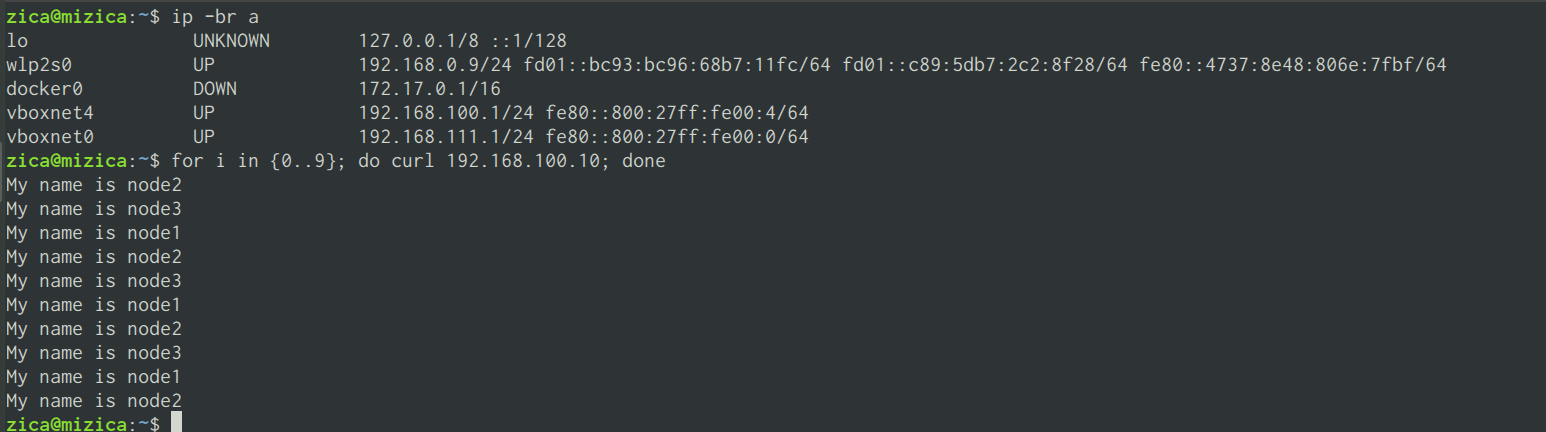 zica@mizica:~$ ip -br a
lo               UNKNOWN        127.0.0.1/8 ::1/128
wlp2s0           UP             192.168.0.9/24 fd01::bc93:bc96:68b7:11fc/64 fd01::c89:5db7:2c2:8f28/64 fe80::4737:8e48:806e:7fbf/64
docker0          DOWN           172.17.0.1/16
vboxnet4         UP             192.168.100.1/24 fe80::800:27ff:fe00:4/64
vboxnet0         UP             192.168.111.1/24 fe80::800:27ff:fe00:0/64
zica@mizica:~$ for i in {0..9}; do curl 192.168.100.10; done
My name is node2
My name is node3
My name is node1
My name is node2
My name is node3
My name is node1
My name is node2
My name is node3
My name is node1
My name is node2
zica@mizica:~$